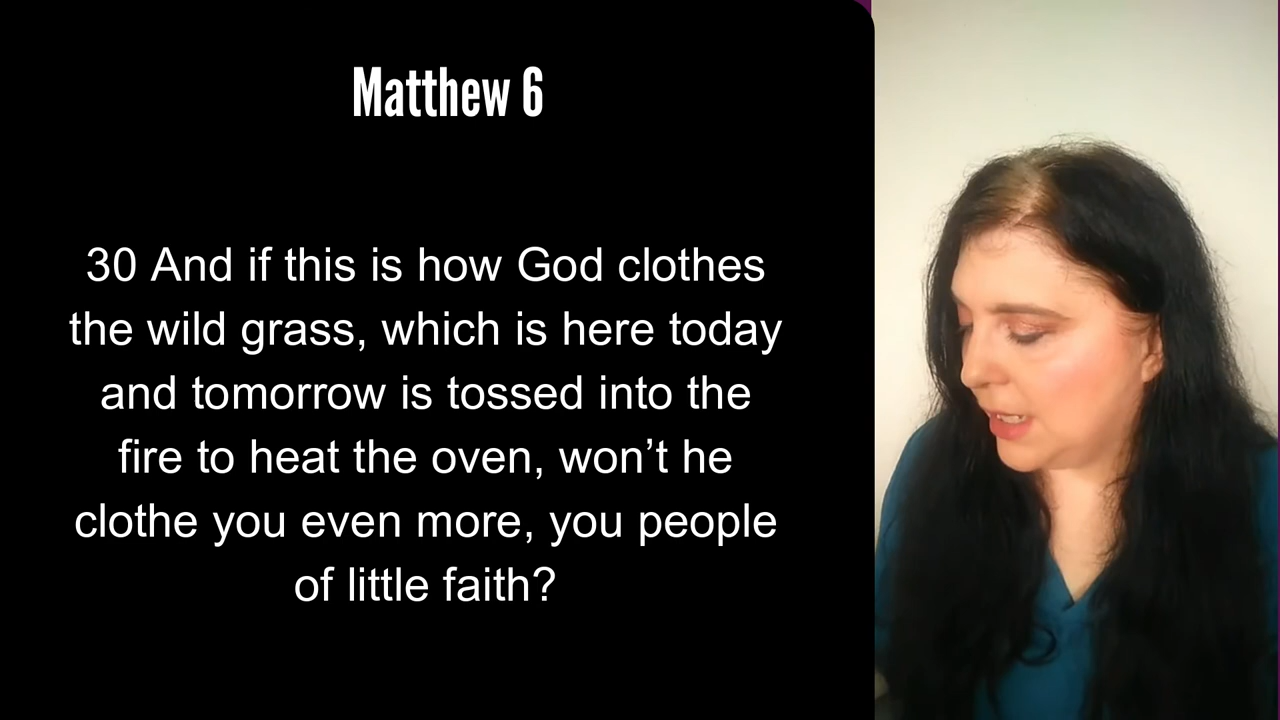 Matthew 6
30 And if this is how God clothes
the wild grass, which is here today
and tomorrow is tossed into the
fire to heat the oven, won’t he
clothe you even more, you people
of little faith?